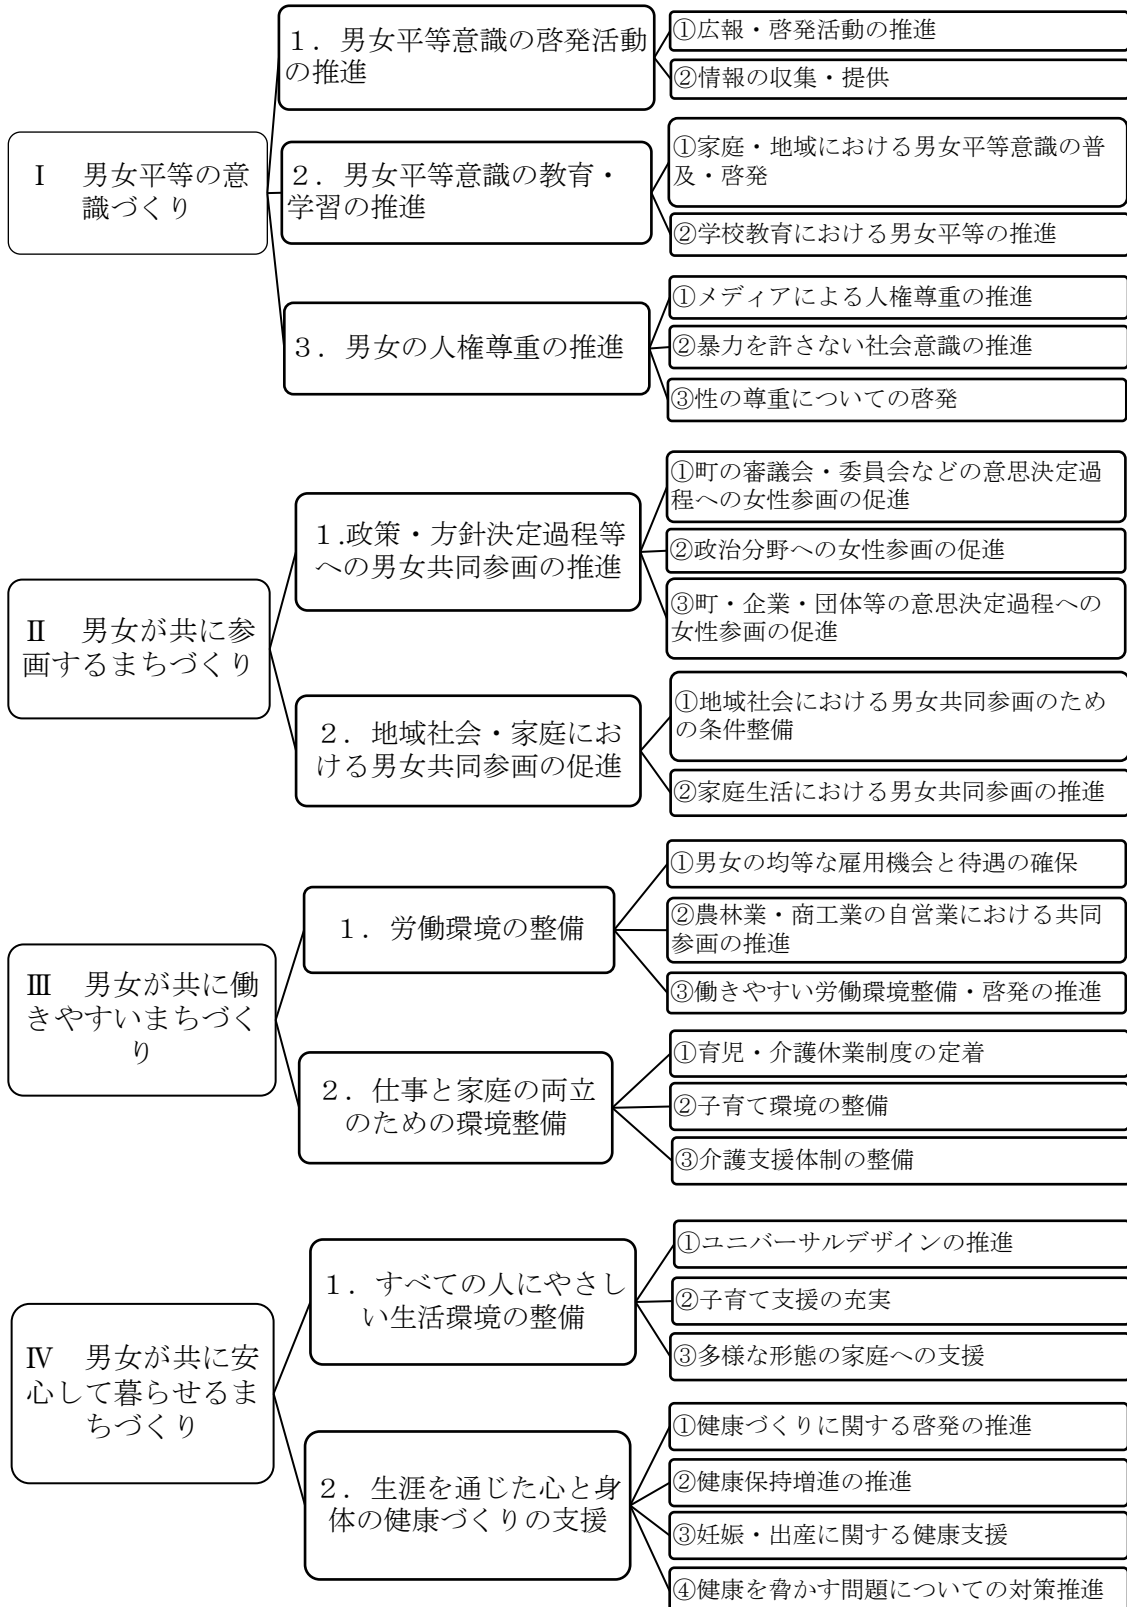 Ⅰ　男女平等の意
識づくり
１．男女平等意識の啓発活動
の推進
①広報・啓発活動の推進
②情報の収集・提供
２．男女平等意識の教育・
学習の推進
①家庭・地域における男女平等意識の普
及・啓発
②学校教育における男女平等の推進
３．男女の人権尊重の推進
①メディアによる人権尊重の推進
②暴力を許さない社会意識の推進
③性の尊重についての啓発
Ⅱ　男女が共に参
画するまちづくり
１.政策・方針決定過程等
への男女共同参画の推進
①町の審議会・委員会などの意思決定過
程への女性参画の促進
②政治分野への女性参画の促進
③町・企業・団体等の意思決定過程への
女性参画の促進
２．地域社会・家庭にお
ける男女共同参画の促進
①地域社会における男女共同参画のため
の条件整備
②家庭生活における男女共同参画の推進
Ⅲ　男女が共に働
きやすいまちづく
り
１．労働環境の整備
①男女の均等な雇用機会と待遇の確保
②農林業・商工業の自営業における共同
参画の推進
③働きやすい労働環境整備・啓発の推進
２．仕事と家庭の両立
のための環境整備
①育児・介護休業制度の定着
②子育て環境の整備
③介護支援体制の整備
Ⅳ　男女が共に安
心して暮らせるま
ちづくり
１．すべての人にやさし
い生活環境の整備
①ユニバーサルデザインの推進
②子育て支援の充実
③多様な形態の家庭への支援
２．生涯を通じた心と身
体の健康づくりの支援
①健康づくりに関する啓発の推進
②健康保持増進の推進
③妊娠・出産に関する健康支援
④健康を脅かす問題についての対策推進